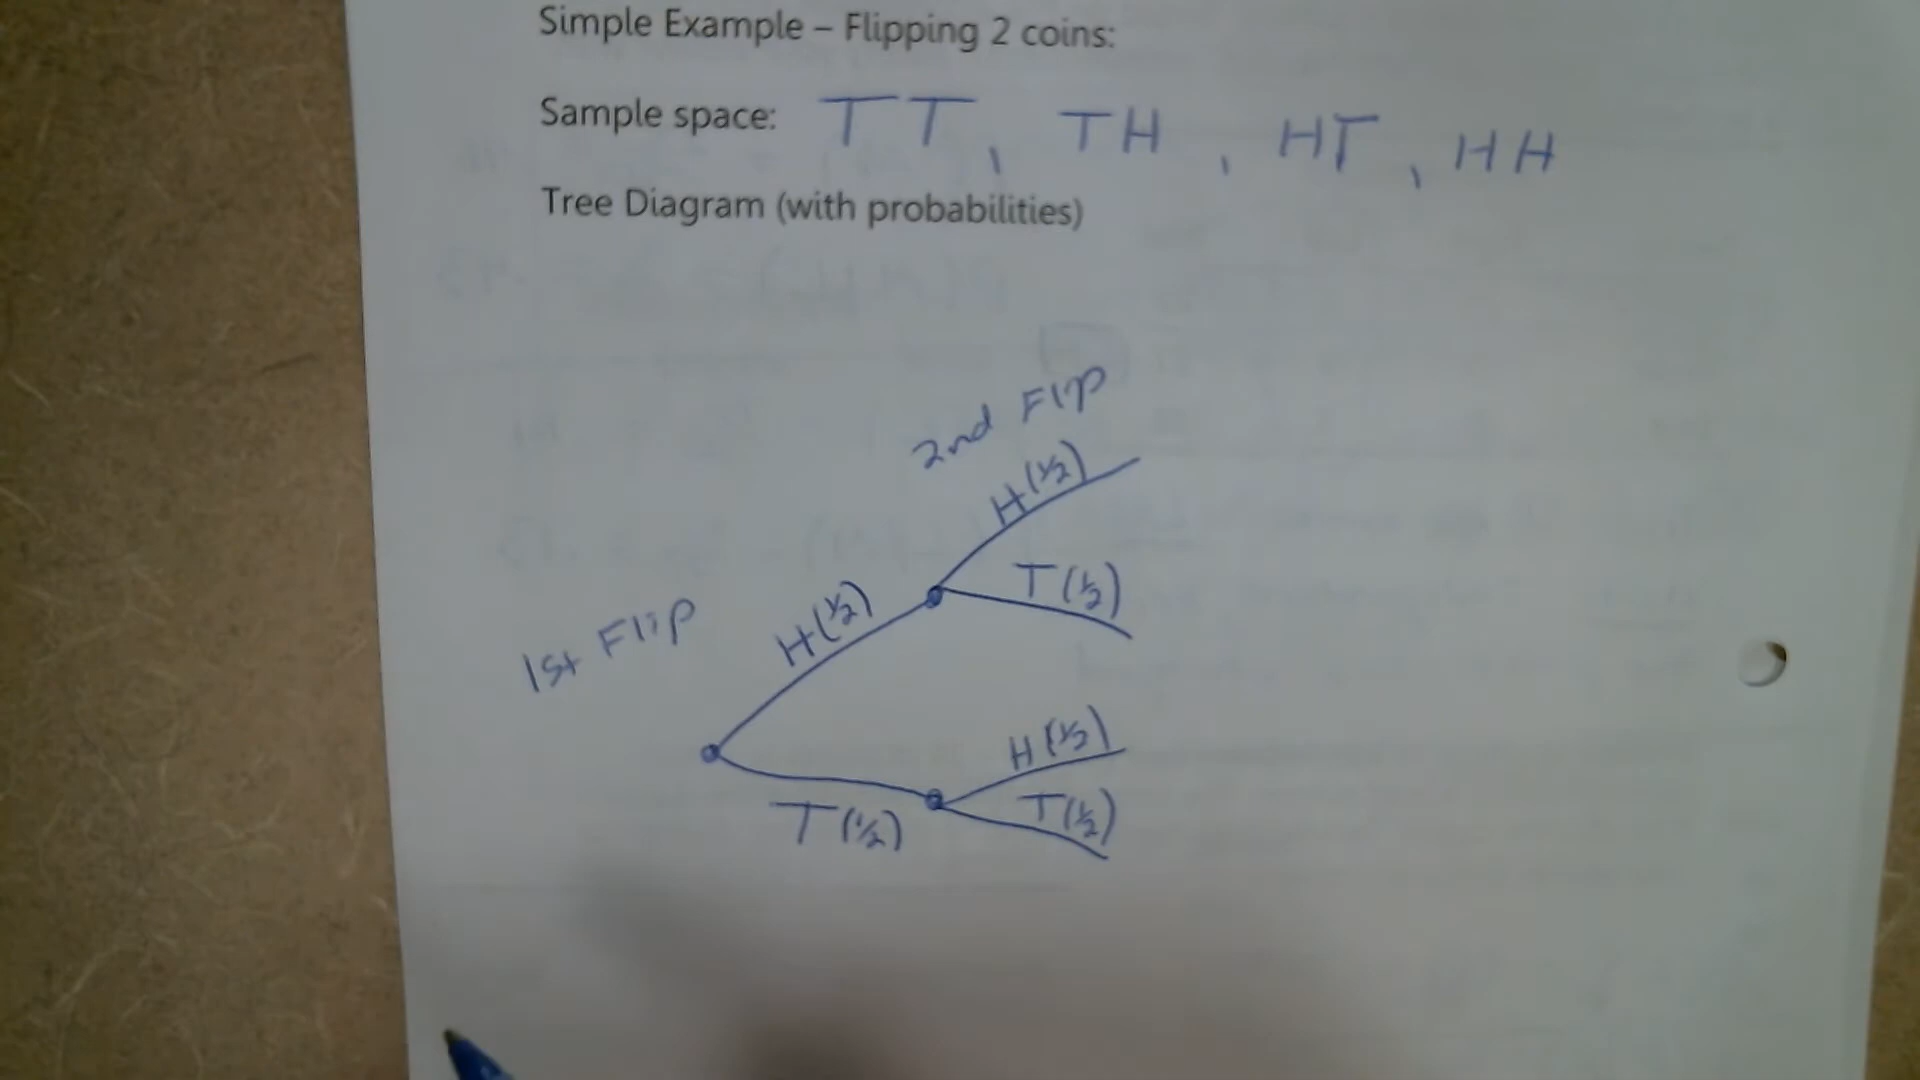 Simple Example – Flipping 2 coins:
Sample space: TT, TH, HT, HH
Tree Diagram (with probabilities)
2nd Flip
H(1/2)
T(1/2)
1st Flip
H(1/2)
H(1/2)
T(1/2)
T(1/2)